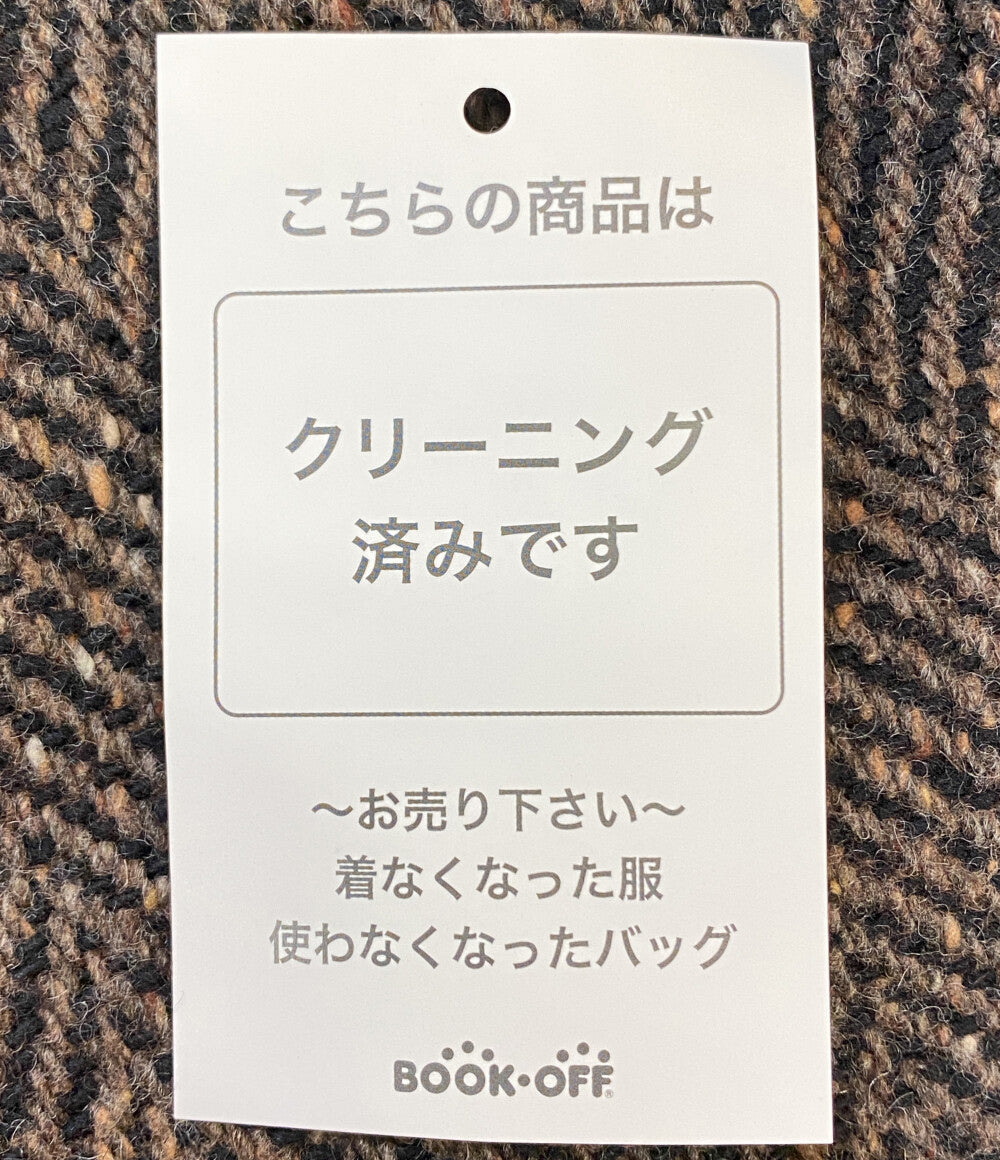 こちらの商品は
クリーニング
済みです
～お売り下さい～
着なくなった服
使わなくなったバッグ
BOOK・OFF®